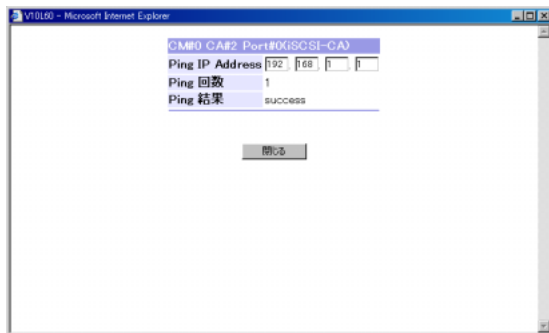 V10L60 - Microsoft Internet Explorer
CM#0 CA#2 Port#0(iSCSI-CA)
Ping IP Address 192 . 168 . 1 . 1
Ping 回数 1
Ping 結果 success
閉じる